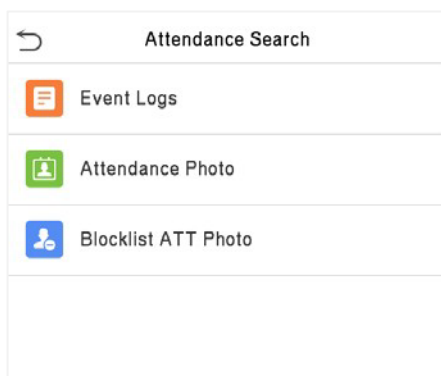 Attendance Search
Event Logs
Attendance Photo
Blocklist ATT Photo